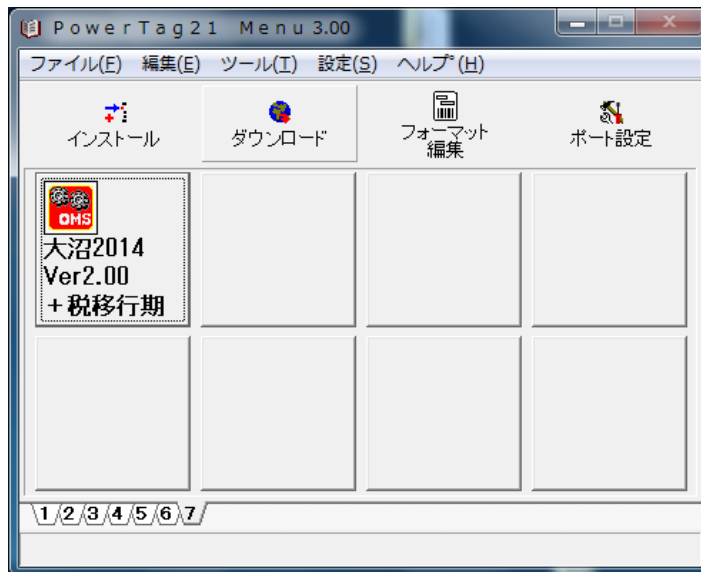 PowerTag21 Menu 3.00
ファイル(F) 編集(E) ツール(T) 設定(S) ヘルプ(H)
インストール
ダウンロード
フォーマット
編集
ポート設定
OMS
大沼2014
Ver2.00
+税移行期
1 2 3 4 5 6 7